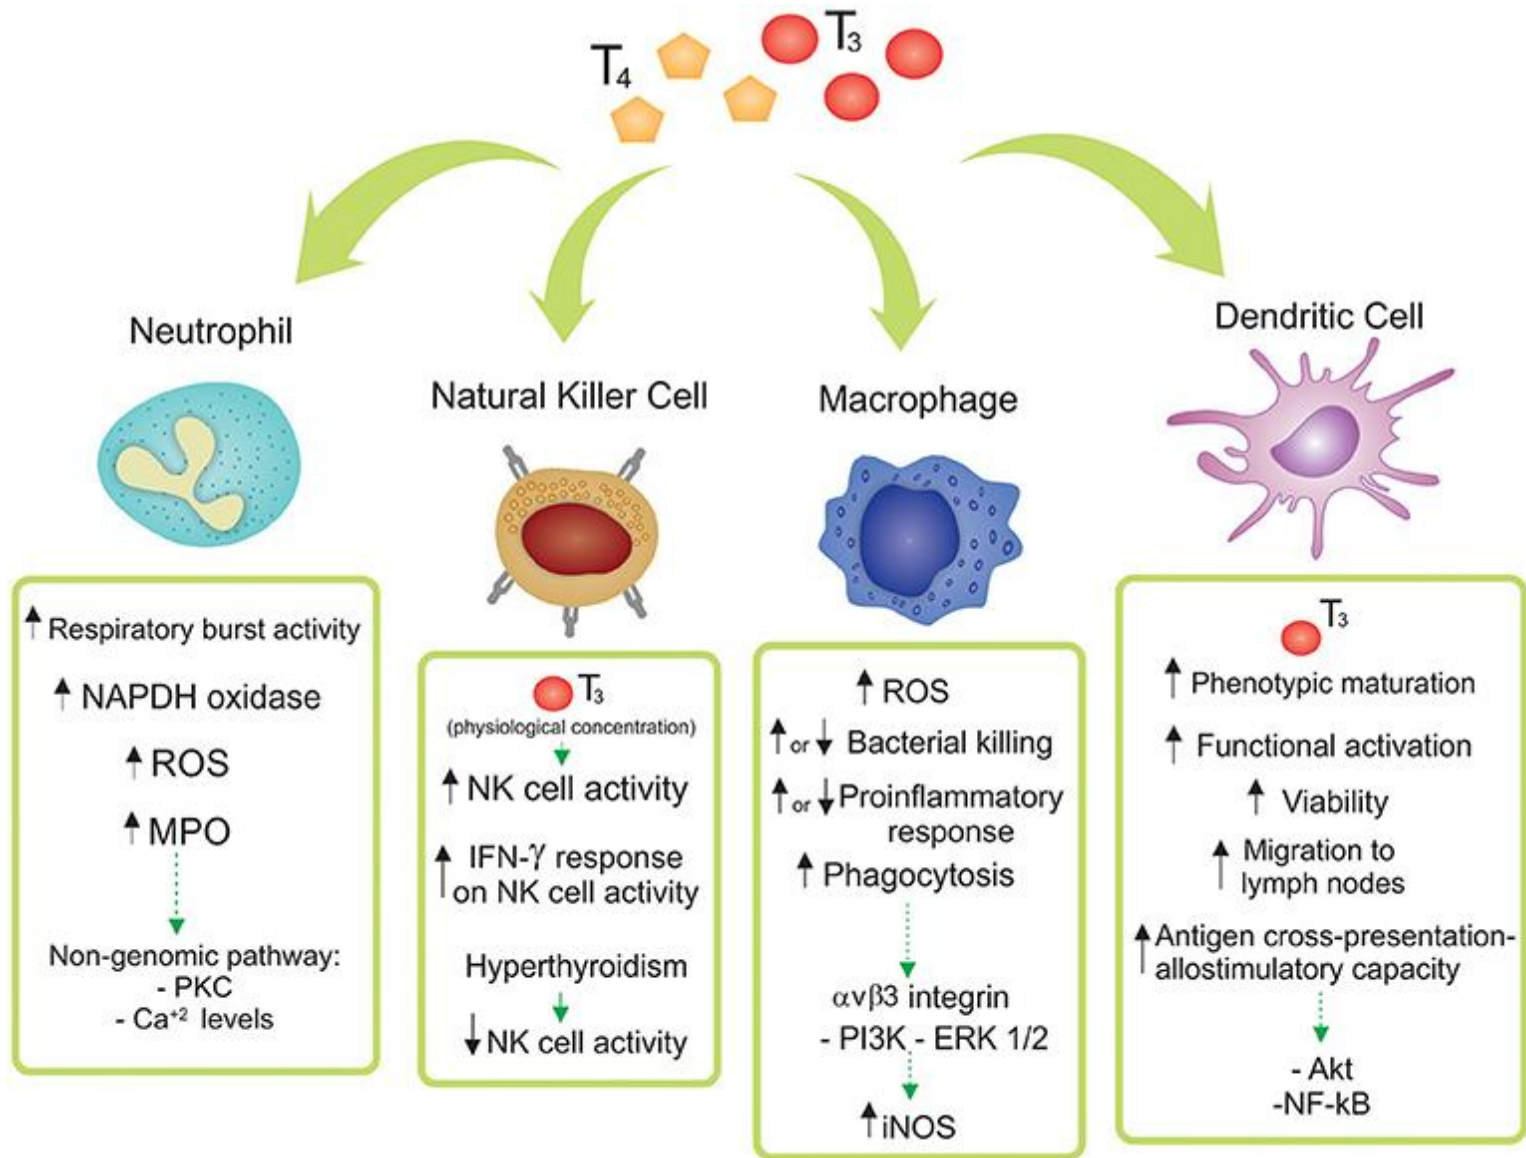 T4
T3
Neutrophil
↑ Respiratory burst activity
↑ NAPDH oxidase
↑ ROS
↑ MPO
Non-genomic pathway:
- PKC
- Ca⁺² levels
Natural Killer Cell
T3
(physiological concentration)
↑ NK cell activity
↑ IFN-γ response
on NK cell activity
Hyperthyroidism
↓ NK cell activity
Macrophage
↑ ROS
↑ or ↓ Bacterial killing
↑ or ↓ Proinflammatory
response
↑ Phagocytosis
αvβ3 integrin
- PI3K - ERK 1/2
↑ iNOS
Dendritic Cell
T3
↑ Phenotypic maturation
↑ Functional activation
↑ Viability
↑ Migration to
lymph nodes
↑ Antigen cross-presentation-
allostimulatory capacity
- Akt
-NF-kB